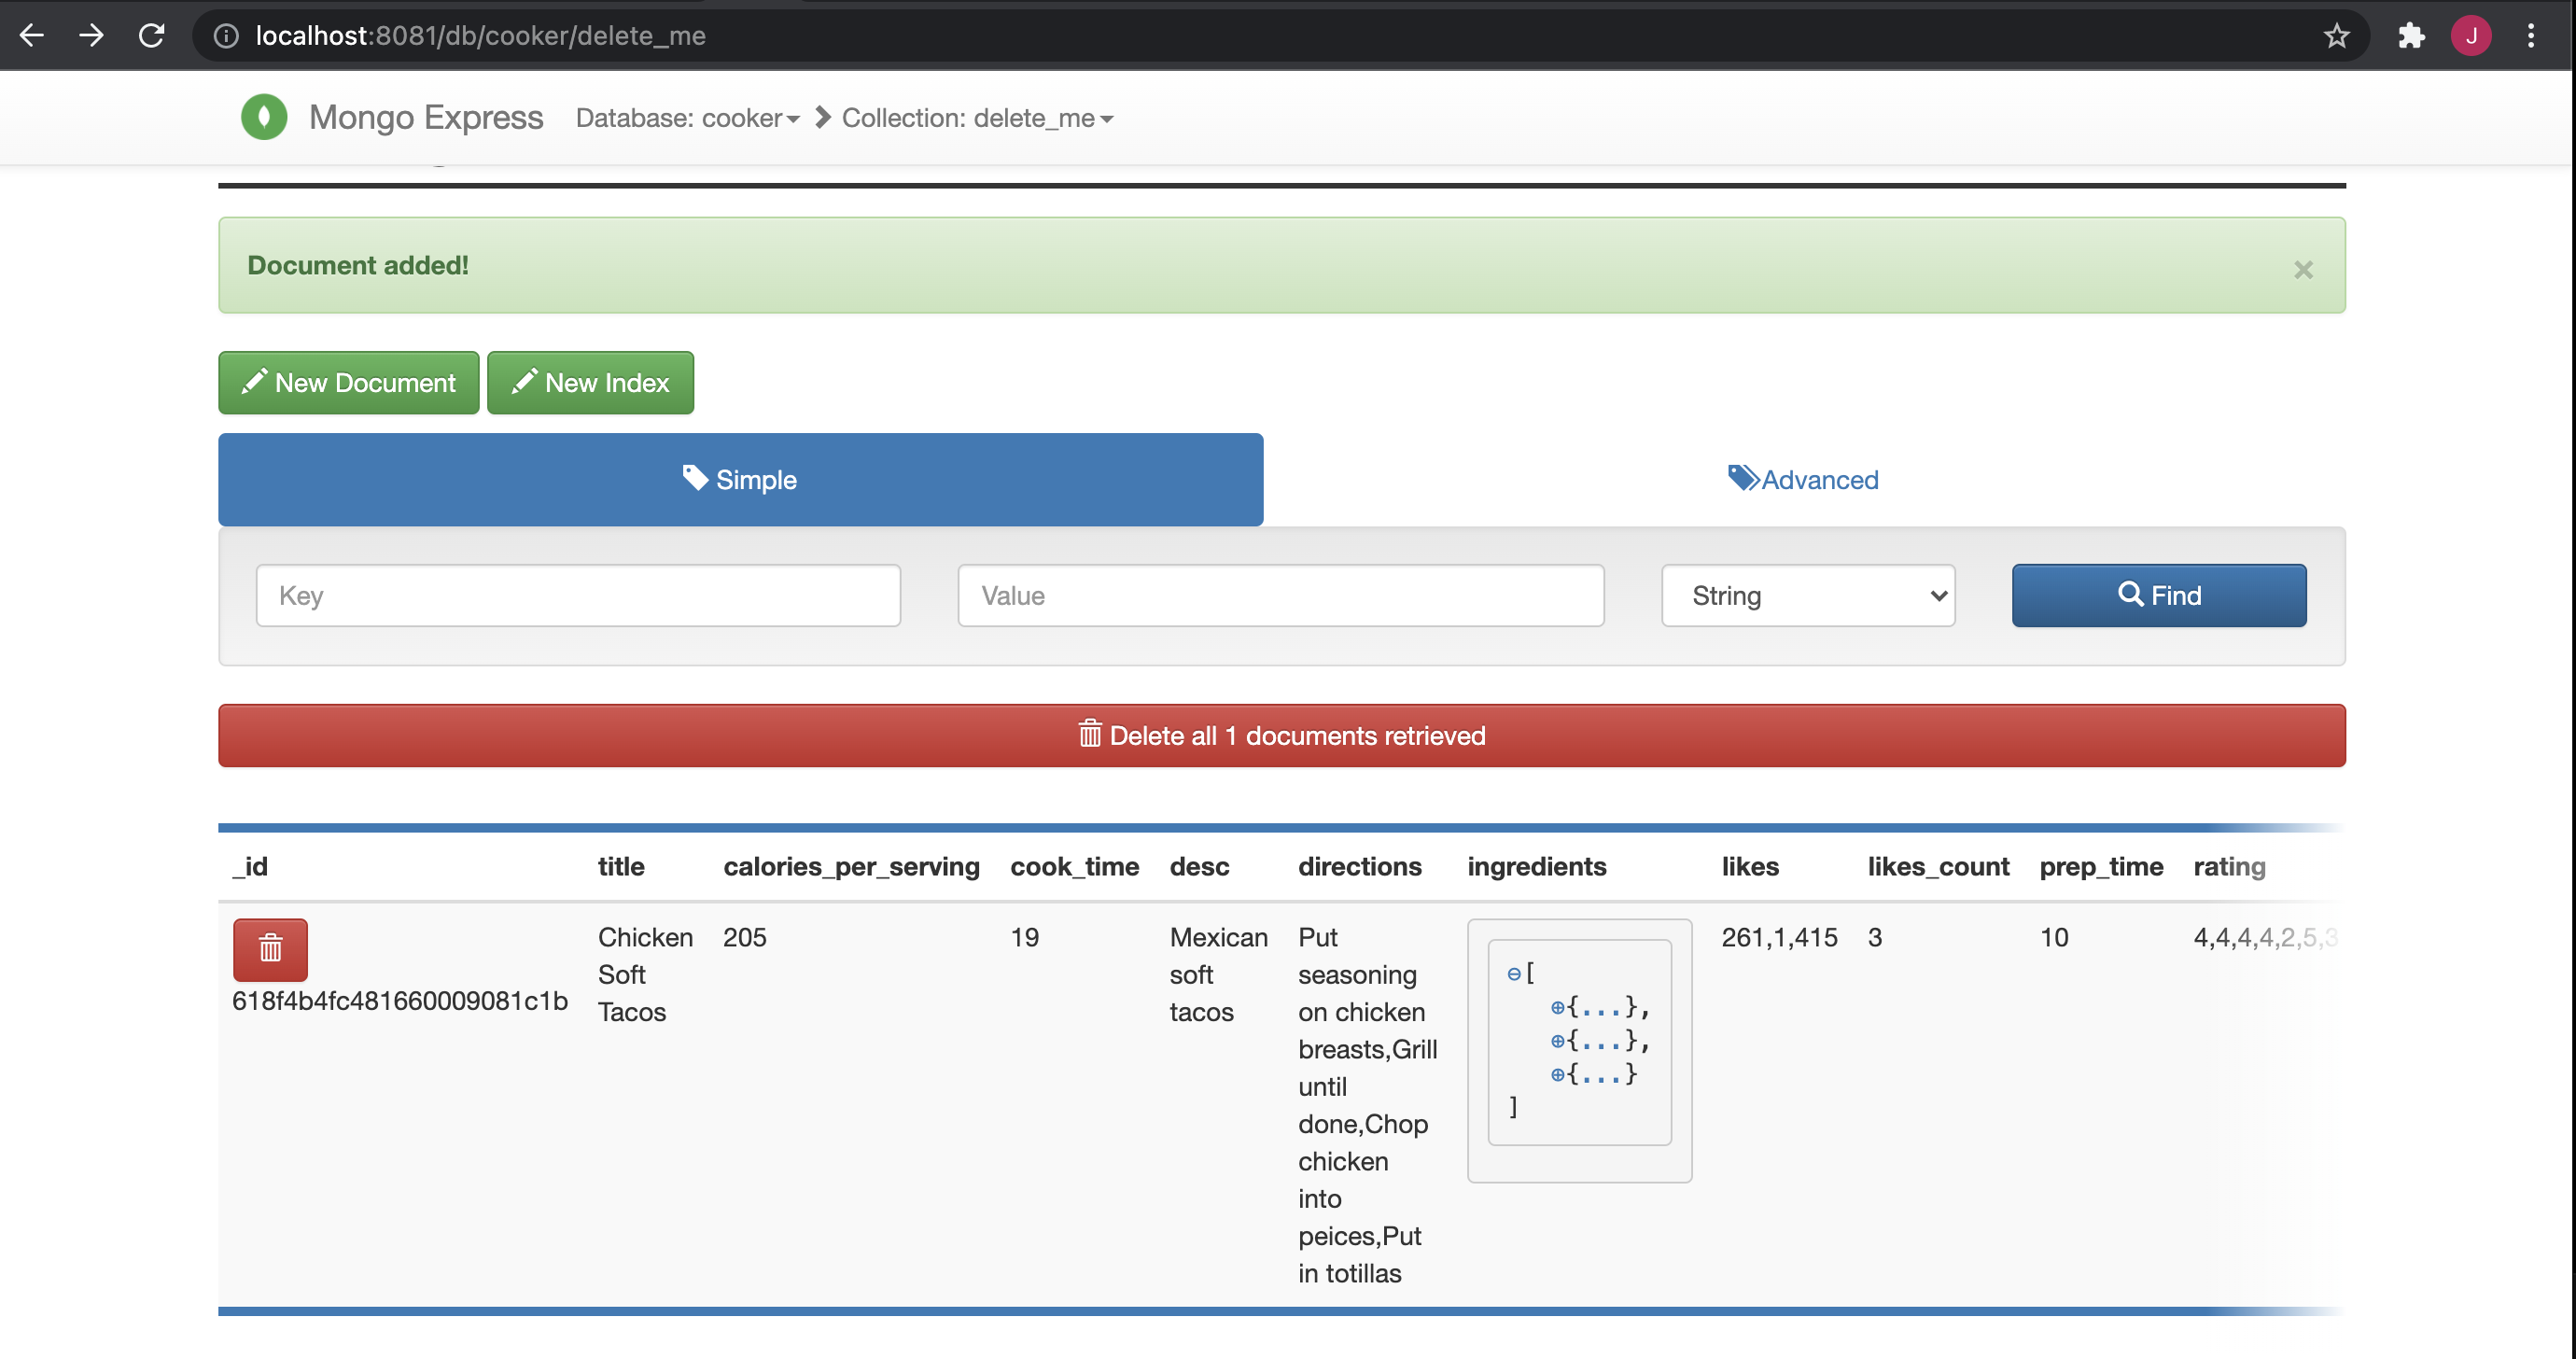 localhost:8081/db/cooker/delete_me
J
Mongo Express Database: cooker Collection: delete_me
Document added!
×
New Document New Index
Simple Advanced
Key Value String Find
Delete all 1 documents retrieved
_id title calories_per_serving cook_time desc directions ingredients likes likes_count prep_time rating
618f4b4fc481660009081c1b
Chicken
Soft
Tacos
205
19
Mexican
soft
tacos
Put
seasoning
on chicken
breasts,Grill
until
done,Chop
chicken
into
peices,Put
in totillas
[
{...},
{...},
{...}
]
261,1,415
3
10
4,4,4,4,2,5,3